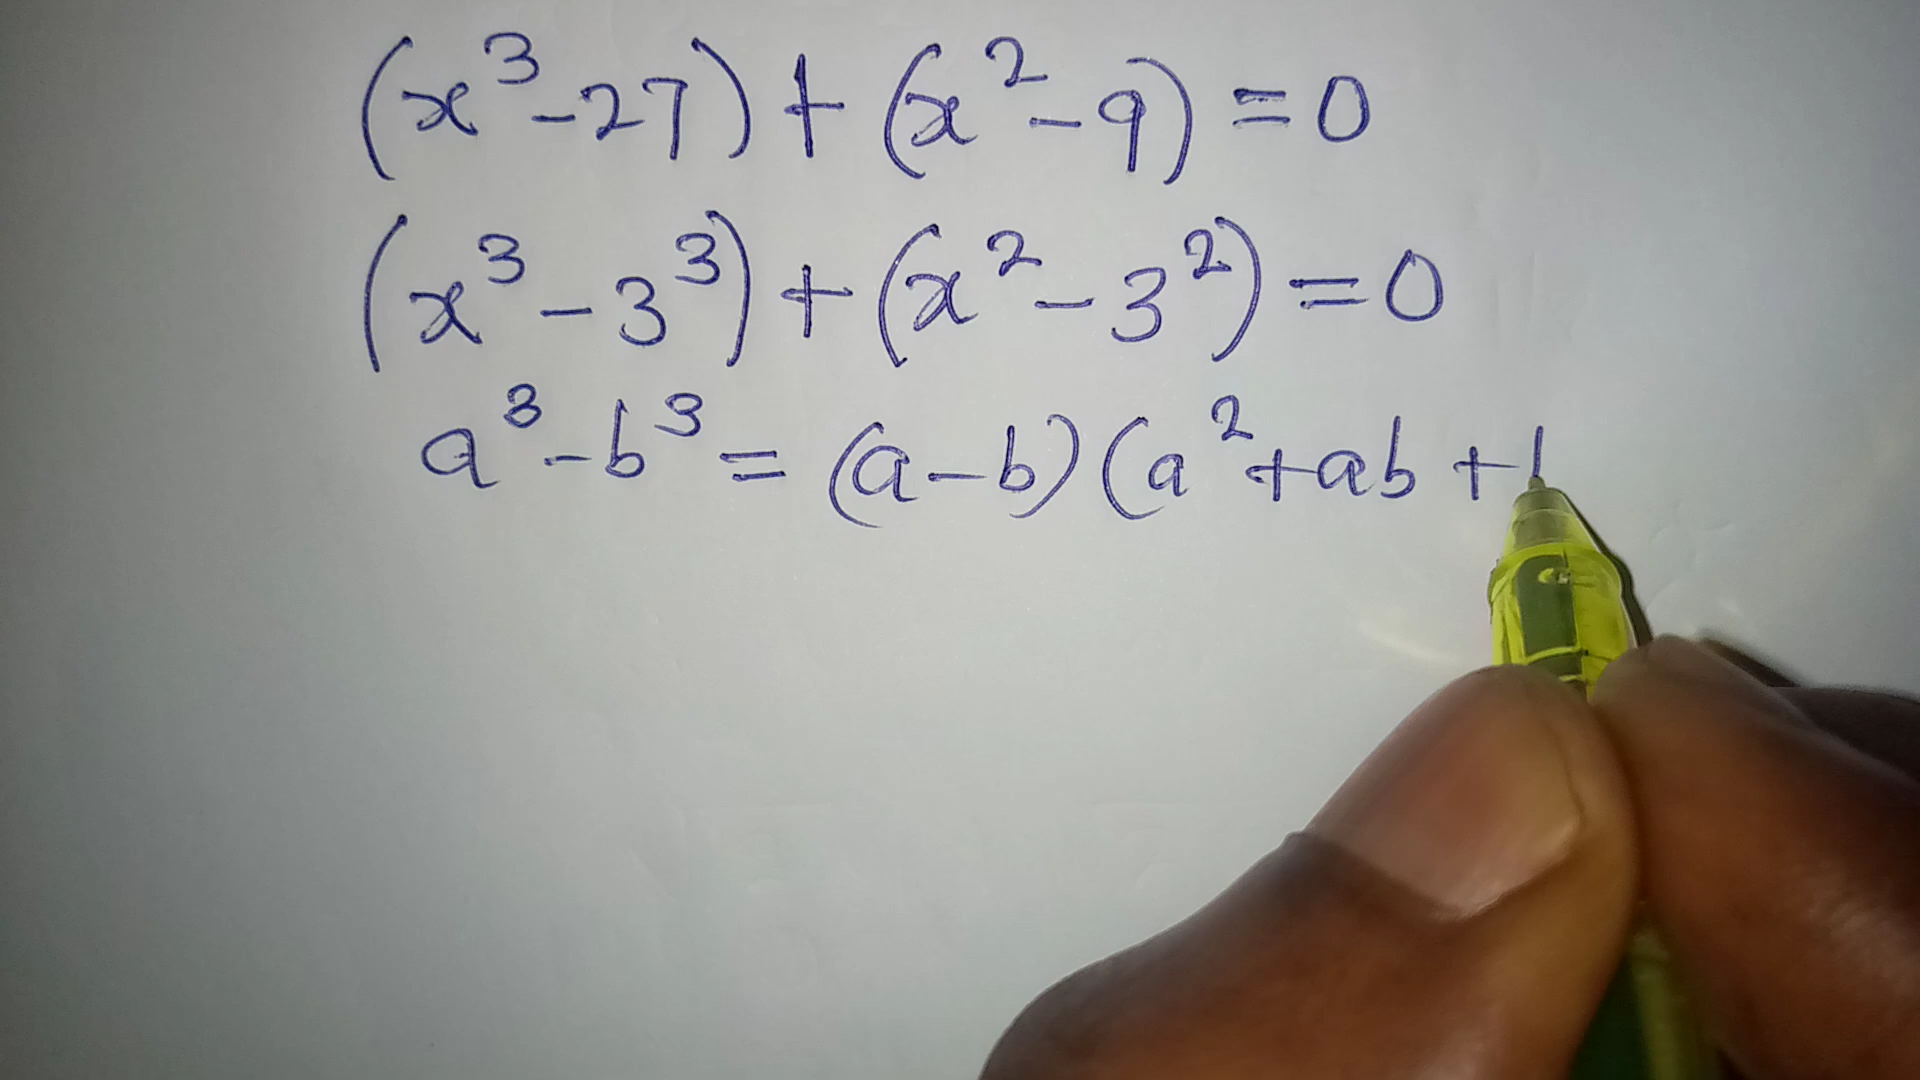 (x³-27)+(x²-9)=0
(x³-3³)+(x²-3²)=0
a³-b³=(a-b)(a²+ab+